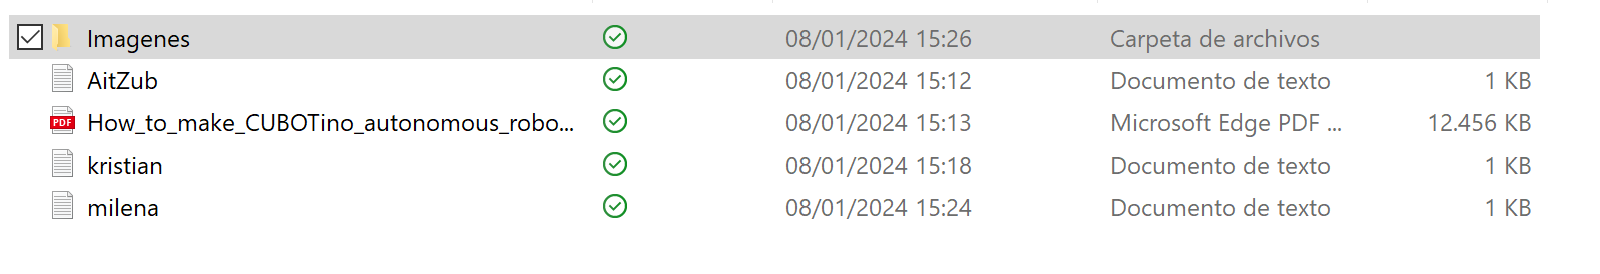 Imagenes 08/01/2024 15:26 Carpeta de archivos
AitZub 08/01/2024 15:12 Documento de texto 1 KB
PDF How_to_make_CUBOTino_autonomous_robo... 08/01/2024 15:13 Microsoft Edge PDF ... 12.456 KB
kristian 08/01/2024 15:18 Documento de texto 1 KB
milena 08/01/2024 15:24 Documento de texto 1 KB